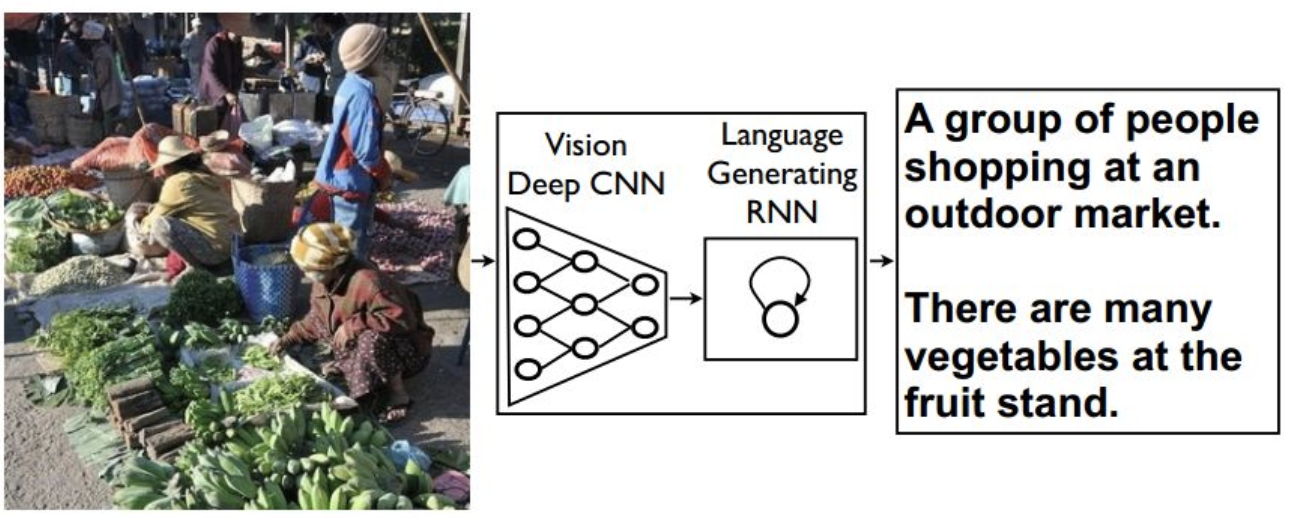 Vision
Deep CNN
Language
Generating
RNN
A group of people
shopping at an
outdoor market.
There are many
vegetables at the
fruit stand.